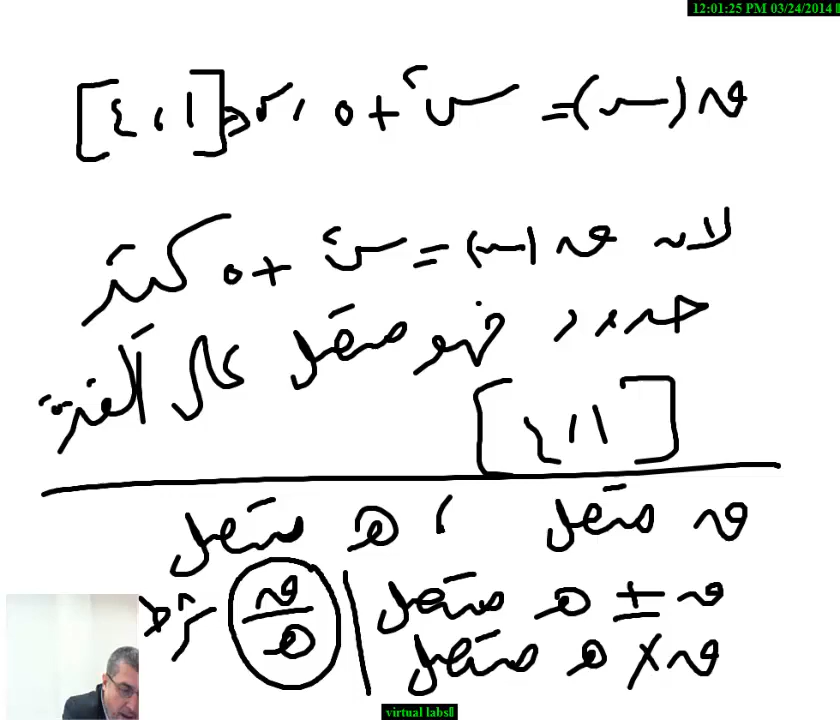 12:01:25 PM 03/24/2014
ق(س) = س² + ٥ ، س ∈ [١ ، ٤]
لان ق(س) = س² + ٥ كثير
حدود فهو متصل على الفترة
[١ ، ٤]
ق متصل ، هـ متصل
ق ± هـ متصل
ق × هـ متصل
ق/هـ
virtual labs